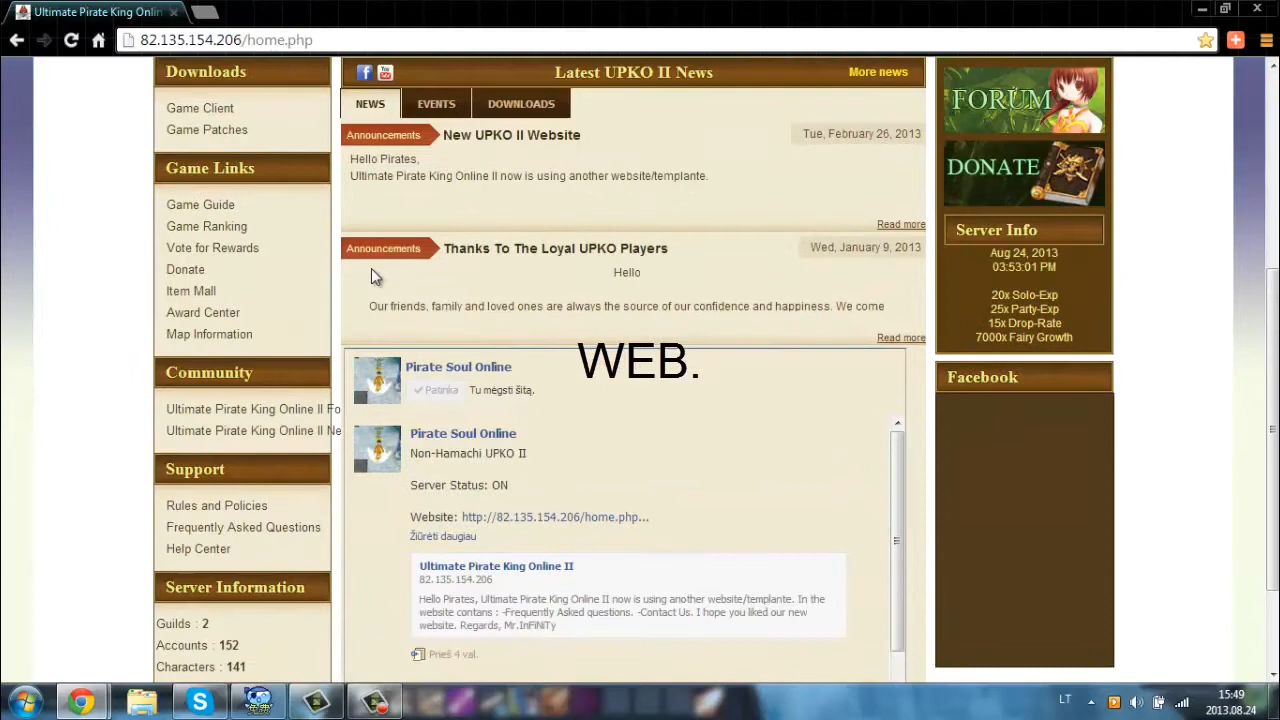 Ultimate Pirate King Onlin
82.135.154.206/home.php
Downloads
Game Client
Game Patches
Game Links
Game Guide
Game Ranking
Vote for Rewards
Donate
Item Mall
Award Center
Map Information
Community
Ultimate Pirate King Online II Fo
Ultimate Pirate King Online II Ne
Support
Rules and Policies
Frequently Asked Questions
Help Center
Server Information
Guilds : 2
Accounts : 152
Characters : 141
Latest UPKO II News
More news
NEWS
EVENTS
DOWNLOADS
Announcements
New UPKO II Website
Tue, February 26, 2013
Hello Pirates,
Ultimate Pirate King Online II now is using another website/templante.
Read more
Announcements
Thanks To The Loyal UPKO Players
Wed, January 9, 2013
Hello
Our friends, family and loved ones are always the source of our confidence and happiness. We come
Read more
WEB.
Pirate Soul Online
Patinka
Tu mėgsti šitą.
Pirate Soul Online
Non-Hamachi UPKO II
Server Status: ON
Website: http://82.135.154.206/home.php...
Žiūrėti daugiau
Ultimate Pirate King Online II
82.135.154.206
Hello Pirates, Ultimate Pirate King Online II now is using another website/templante. In the
website contans : -Frequently Asked questions. -Contact Us. I hope you liked our new
website. Regards, Mr.InFiNiTy
Prieš 4 val.
FORUM
DONATE
Server Info
Aug 24, 2013
03:53:01 PM
20x Solo-Exp
25x Party-Exp
15x Drop-Rate
7000x Fairy Growth
Facebook
LT
15:49
2013.08.24